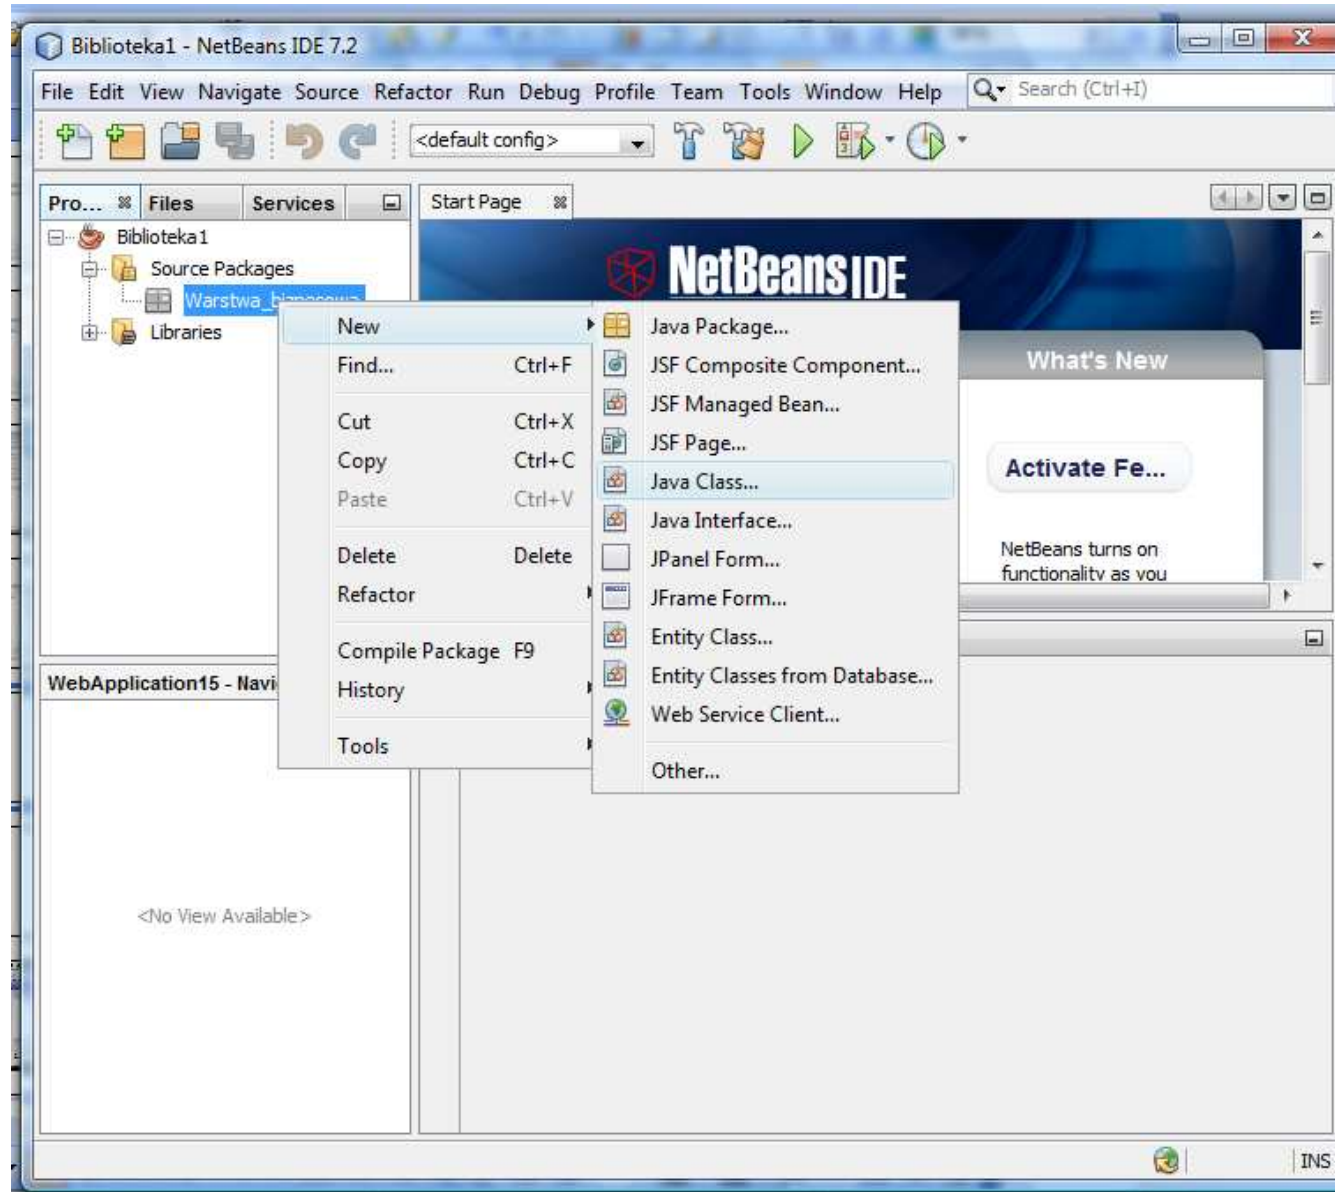 Biblioteka1 - NetBeans IDE 7.2
File Edit View Navigate Source Refactor Run Debug Profile Team Tools Window Help Search (Ctrl+I)
<default config>
Pro... Files Services Start Page
Biblioteka1
Source Packages
Libraries
NetBeans IDE
New
Find... Ctrl+F
Cut Ctrl+X
Copy Ctrl+C
Paste Ctrl+V
Delete Delete
Refactor
Compile Package F9
History
Tools
Java Package...
JSF Composite Component...
JSF Managed Bean...
JSF Page...
Java Class...
Java Interface...
JPanel Form...
JFrame Form...
Entity Class...
Entity Classes from Database...
Web Service Client...
Other...
What's New
Activate Fe...
NetBeans turns on
functionality as you
WebApplication15 - Navi
<No View Available>
INS